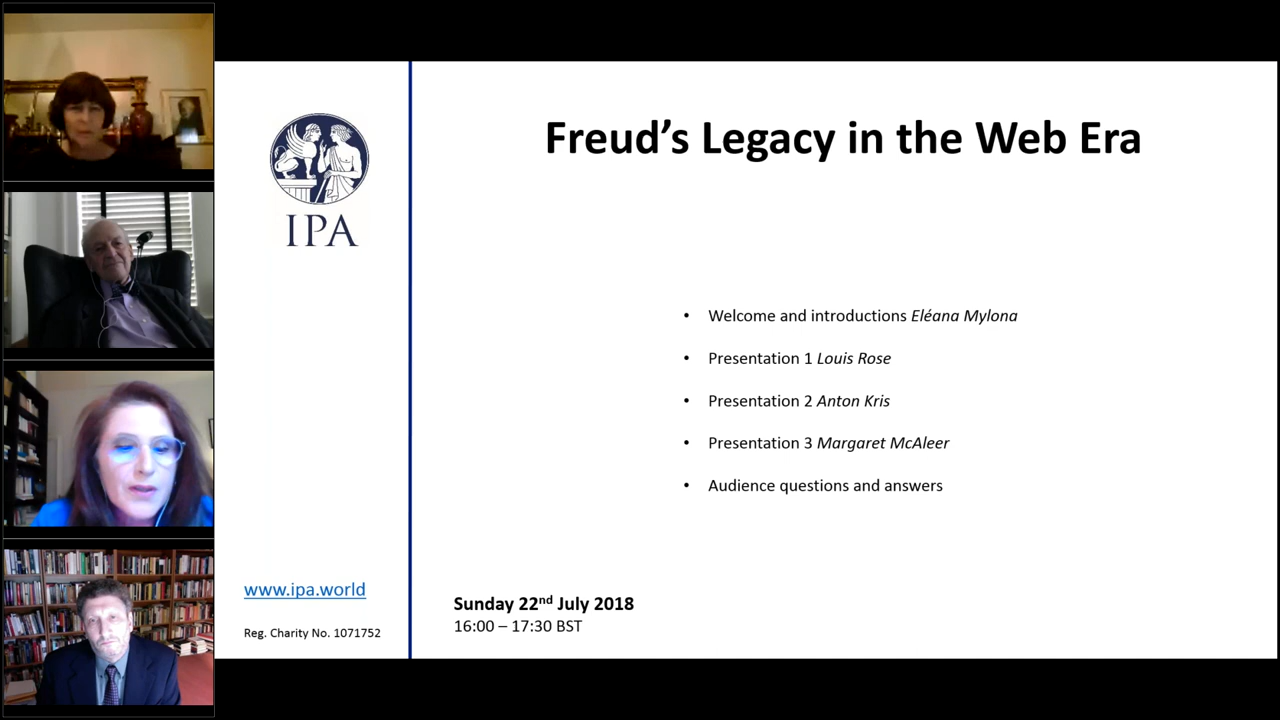 Freud's Legacy in the Web Era
IPA
• Welcome and introductions Eléana Mylona
• Presentation 1 Louis Rose
• Presentation 2 Anton Kris
• Presentation 3 Margaret McAleer
• Audience questions and answers
www.ipa.world
Reg. Charity No. 1071752
Sunday 22nd July 2018
16:00 – 17:30 BST